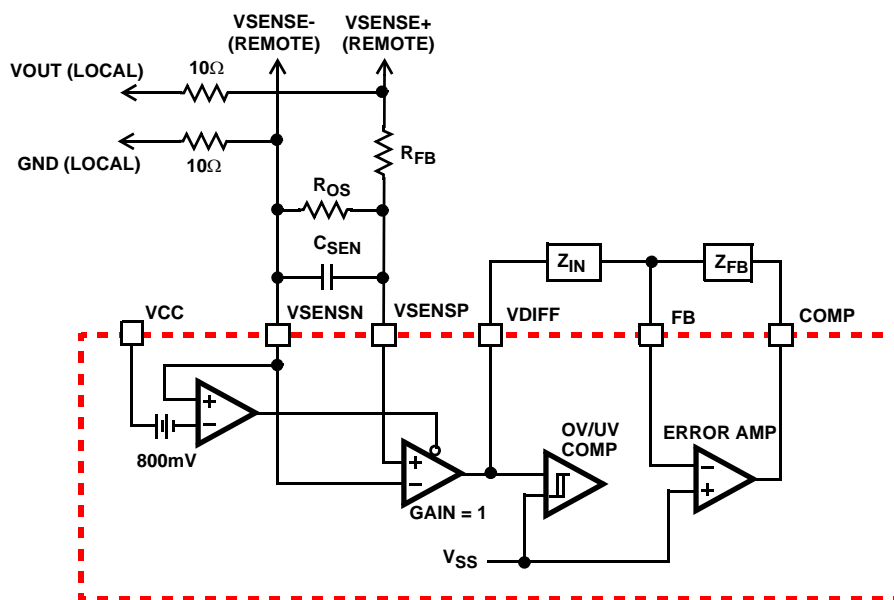 VSENSE-
(REMOTE)
VSENSE+
(REMOTE)
10Ω
VOUT (LOCAL)
GND (LOCAL)
10Ω
RFB
ROS
CSEN
ZIN
ZFB
VCC
VSENSN
VSENSP
VDIFF
FB
COMP
+
−
800mV
+
−
GAIN = 1
OV/UV
COMP
ERROR AMP
−
+
VSS